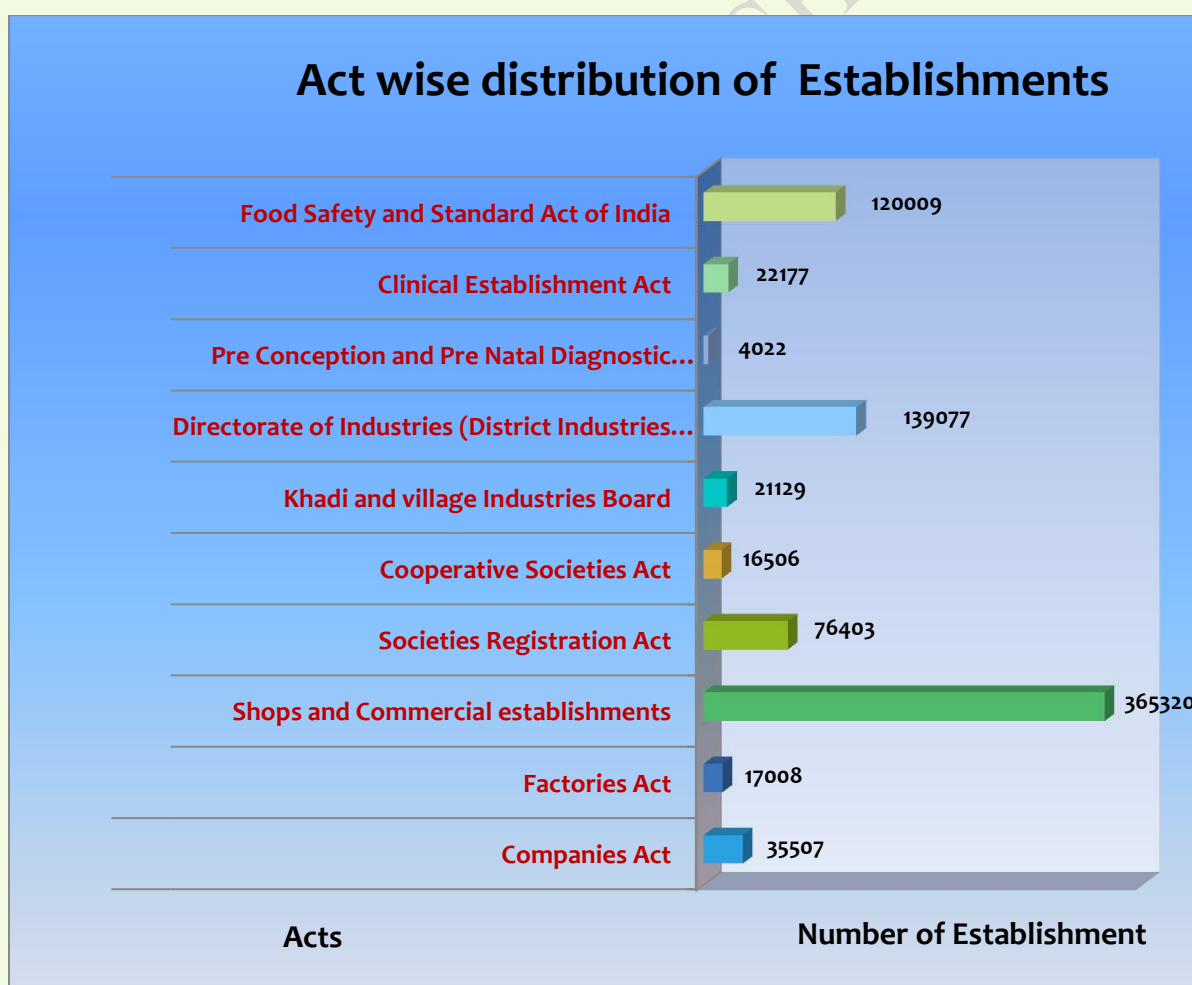 Act wise distribution of Establishments
Food Safety and Standard Act of India 120009
Clinical Establishment Act 22177
Pre Conception and Pre Natal Diagnostic... 4022
Directorate of Industries (District Industries... 139077
Khadi and village Industries Board 21129
Cooperative Societies Act 16506
Societies Registration Act 76403
Shops and Commercial establishments 365320
Factories Act 17008
Companies Act 35507
Acts Number of Establishment